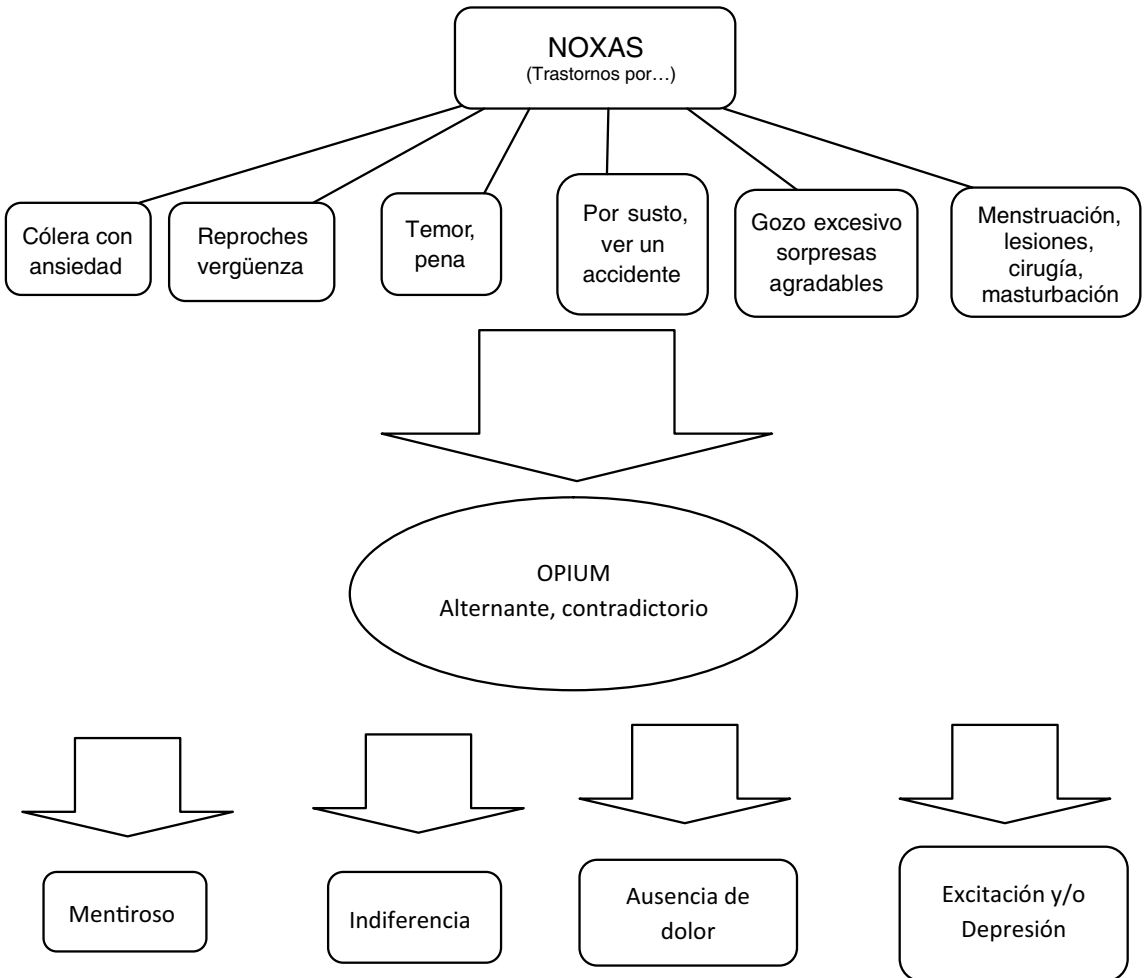 NOXAS
(Trastornos por…)
Cólera con
ansiedad
Reproches
vergüenza
Temor,
pena
Por susto,
ver un
accidente
Gozo excesivo
sorpresas
agradables
Menstruación,
lesiones,
cirugía,
masturbación
OPIUM
Alternante, contradictorio
Mentiroso
Indiferencia
Ausencia de
dolor
Excitación y/o
Depresión